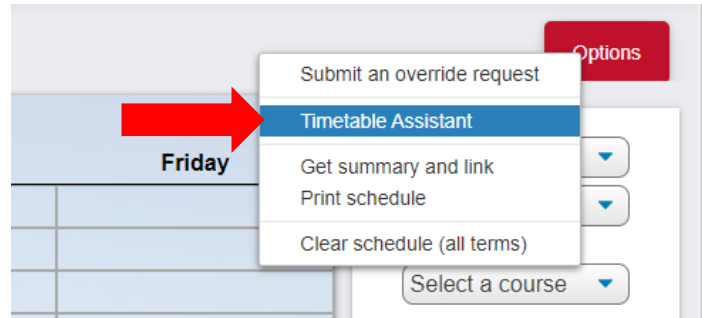 Options
Submit an override request
Timetable Assistant
Friday
Get summary and link
Print schedule
Clear schedule (all terms)
Select a course